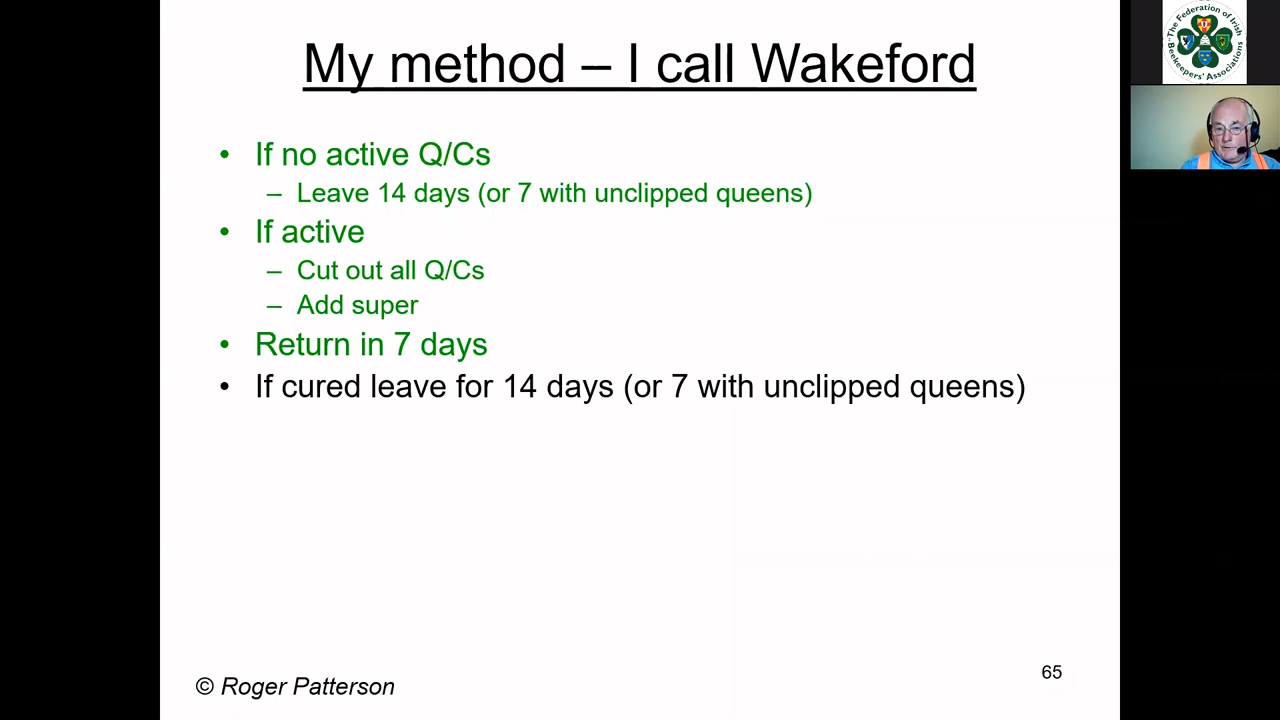 My method – I call Wakeford
• If no active Q/Cs
– Leave 14 days (or 7 with unclipped queens)
• If active
– Cut out all Q/Cs
– Add super
• Return in 7 days
• If cured leave for 14 days (or 7 with unclipped queens)
© Roger Patterson
65
"The Federation of Irish
Beekeepers' Associations"